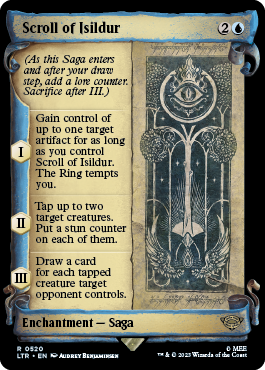 Scroll of Isildur 2
(As this Saga enters
and after your draw
step, add a lore counter.
Sacrifice after III.)
I
Gain control of
up to one target
artifact for as long
as you control
Scroll of Isildur.
The Ring tempts
you.
II
Tap up to two
target creatures.
Put a stun counter
on each of them.
III
Draw a card
for each tapped
creature target
opponent controls.
Enchantment — Saga
R 0520
LTR • EN AUDREY BENJAMINSEN
© MEE
™ & © 2023 Wizards of the Coast